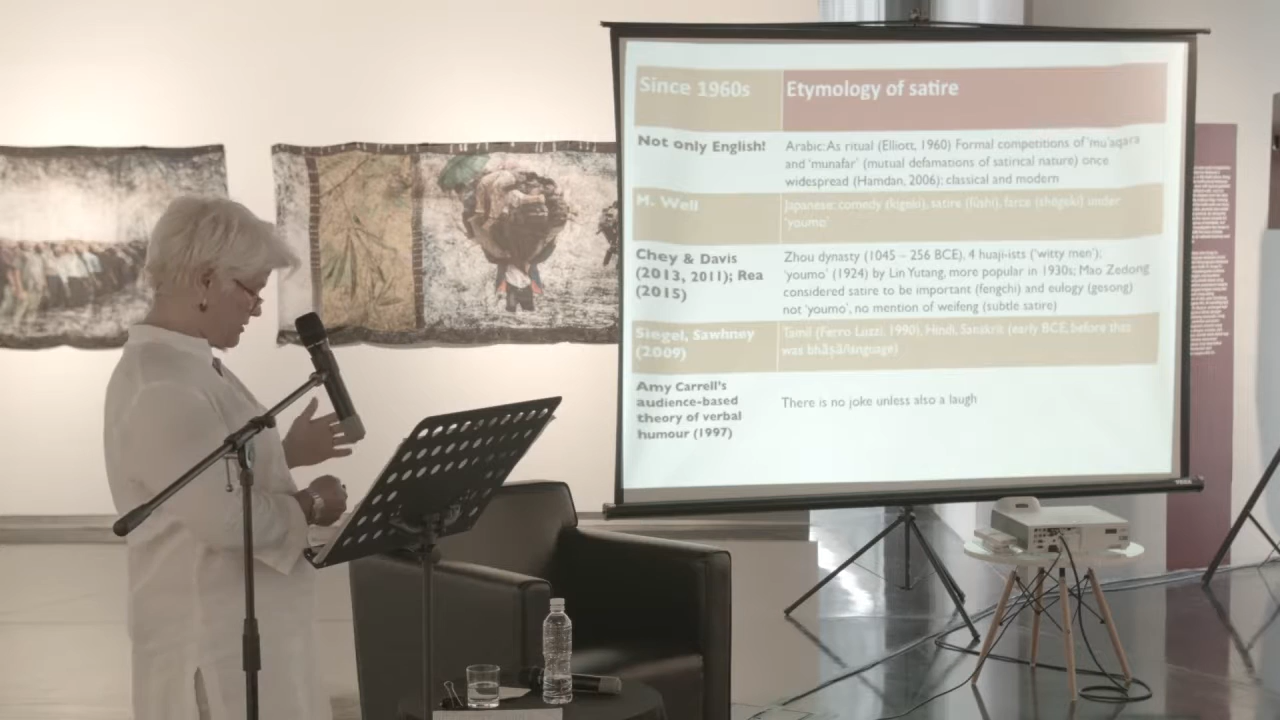 Since 1960s
Etymology of satire
Not only English!
Arabic: As ritual (Elliott, 1960) Formal competitions of 'mu'aqara
and 'munafar' (mutual defamations of satirical nature) once
widespread (Hamdan, 2006); classical and modern
M. Well
Japanese: comedy (kigeki), satire (fūshi), farce (shōgeki) under
'youmo'
Chey & Davis
(2013, 2011); Rea
(2015)
Zhou dynasty (1045 – 256 BCE). 4 huaji-ists ('witty men');
'youmo' (1924) by Lin Yutang, more popular in 1930s; Mao Zedong
considered satire to be important (fengchi) and eulogy (gesong)
not 'youmo', no mention of weifeng (subtle satire)
Siegel, Sawhney
(2009)
Tamil (Ferro Luzzi, 1990), Hindi, Sanskrit (early BCE, before this
was bhāṣā/language)
Amy Carrell's
audience-based
theory of verbal
humour (1997)
There is no joke unless also a laugh